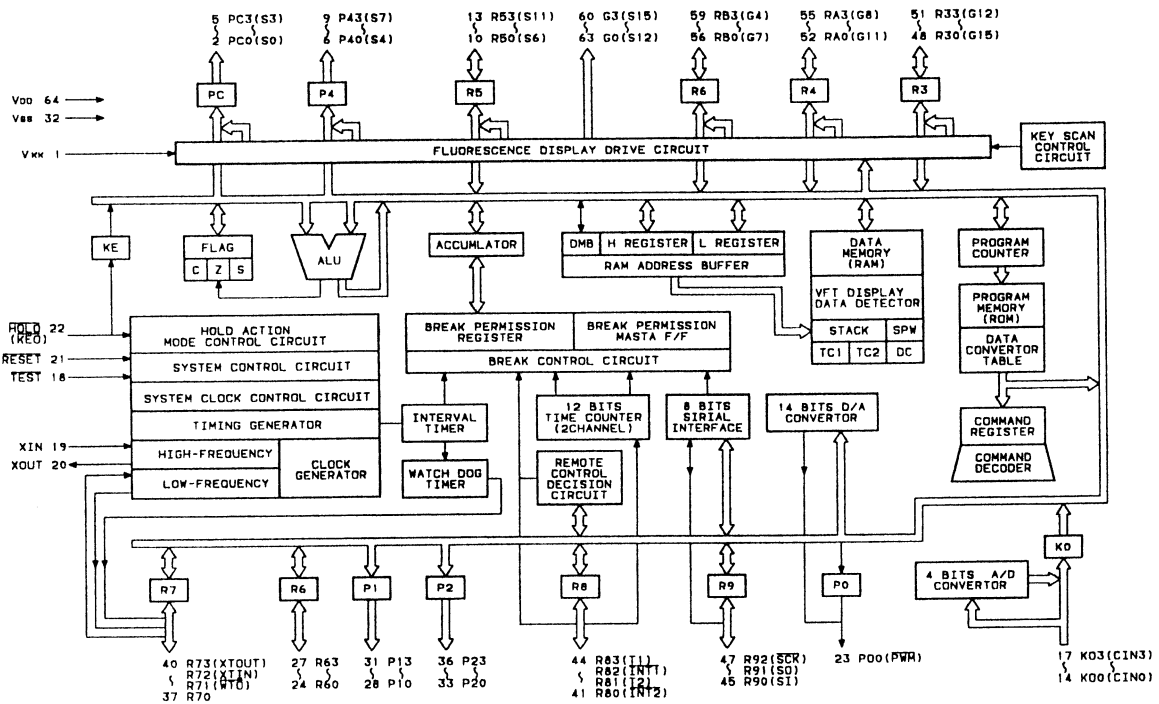 5 PC3(S3)
2 PC0(S0)
9 P43(S7)
6 P40(S4)
13 R53(S11)
10 R50(S6)
60 G3(S15)
63 G0(S12)
59 RB3(G4)
56 RB0(G7)
55 RA3(G8)
52 RA0(G11)
51 R33(G12)
48 R30(G15)
PC
P4
R5
R6
R4
R3
VDD 64
VSS 32
VKK 1
FLUORESCENCE DISPLAY DRIVE CIRCUIT
KEY SCAN
CONTROL
CIRCUIT
KE
FLAG
C Z S
ALU
ACCUMLATOR
DMB H REGISTER L REGISTER
RAM ADDRESS BUFFER
DATA
MEMORY
(RAM)
VFT DISPLAY
DATA DETECTOR
STACK SPW
TC1 TC2 DC
PROGRAM
COUNTER
PROGRAM
MEMORY
(ROM)
DATA
CONVERTOR
TABLE
COMMAND
REGISTER
COMMAND
DECODER
HOLD 22
(KEO)
RESET 21
TEST 18
XIN 19
XOUT 20
HOLD ACTION
MODE CONTROL CIRCUIT
SYSTEM CONTROL CIRCUIT
SYSTEM CLOCK CONTROL CIRCUIT
TIMING GENERATOR
HIGH-FREQUENCY
LOW-FREQUENCY
CLOCK
GENERATOR
BREAK PERMISSION
REGISTER
BREAK PERMISSION
MASTA F/F
BREAK CONTROL CIRCUIT
INTERVAL
TIMER
WATCH DOG
TIMER
12 BITS
TIME COUNTER
(2CHANNEL)
REMOTE
CONTROL
DECISION
CIRCUIT
8 BITS
SIRIAL
INTERFACE
14 BITS D/A
CONVERTOR
R7
R6
P1
P2
R8
R9
P0
4 BITS A/D
CONVERTOR
KO
40 R73(XTOUT)
R72(XTIN)
R71(WTO)
37 R70
27 R63
24 R60
31 P13
28 P10
36 P23
33 P20
44 R83(T1)
R82(INT1)
R81(T2)
41 R80(INT2)
47 R92(SCK)
R91(SO)
45 R90(SI)
23 P00(PWM)
17 KO3(CIN3)
14 KO0(CIN0)